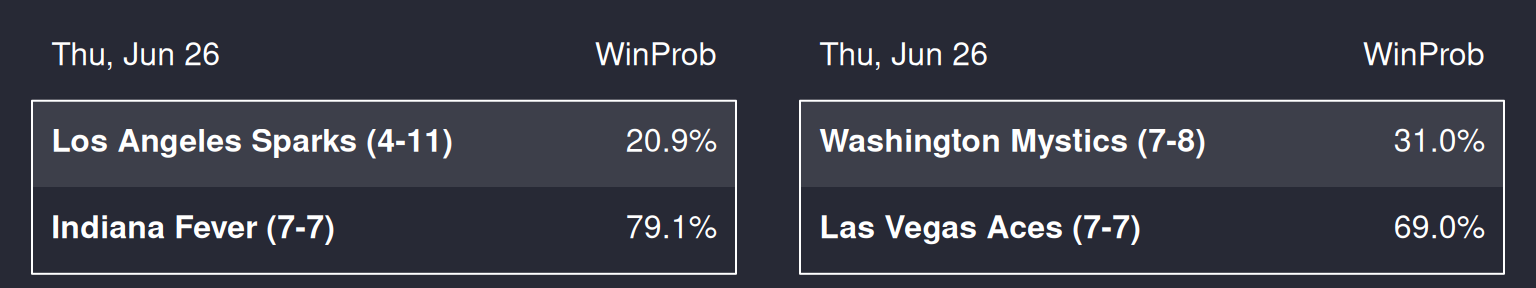 Thu, Jun 26 WinProb
Los Angeles Sparks (4-11) 20.9%
Indiana Fever (7-7) 79.1%
Thu, Jun 26 WinProb
Washington Mystics (7-8) 31.0%
Las Vegas Aces (7-7) 69.0%